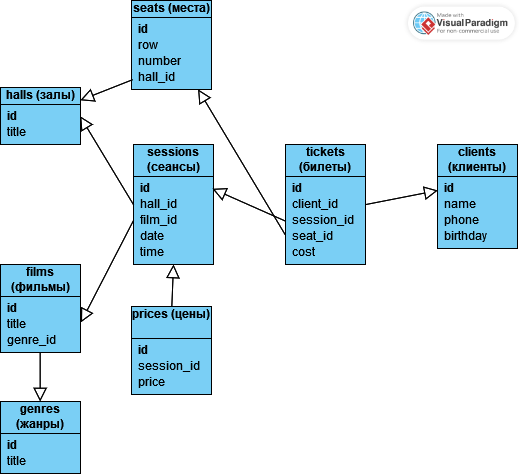 seats (места)
id
row
number
hall_id
Made with
Visual Paradigm
For non-commercial use
halls (залы)
id
title
sessions
(сеансы)
id
hall_id
film_id
date
time
tickets
(билеты)
id
client_id
session_id
seat_id
cost
clients
(клиенты)
id
name
phone
birthday
films
(фильмы)
id
title
genre_id
prices (цены)
id
session_id
price
genres
(жанры)
id
title